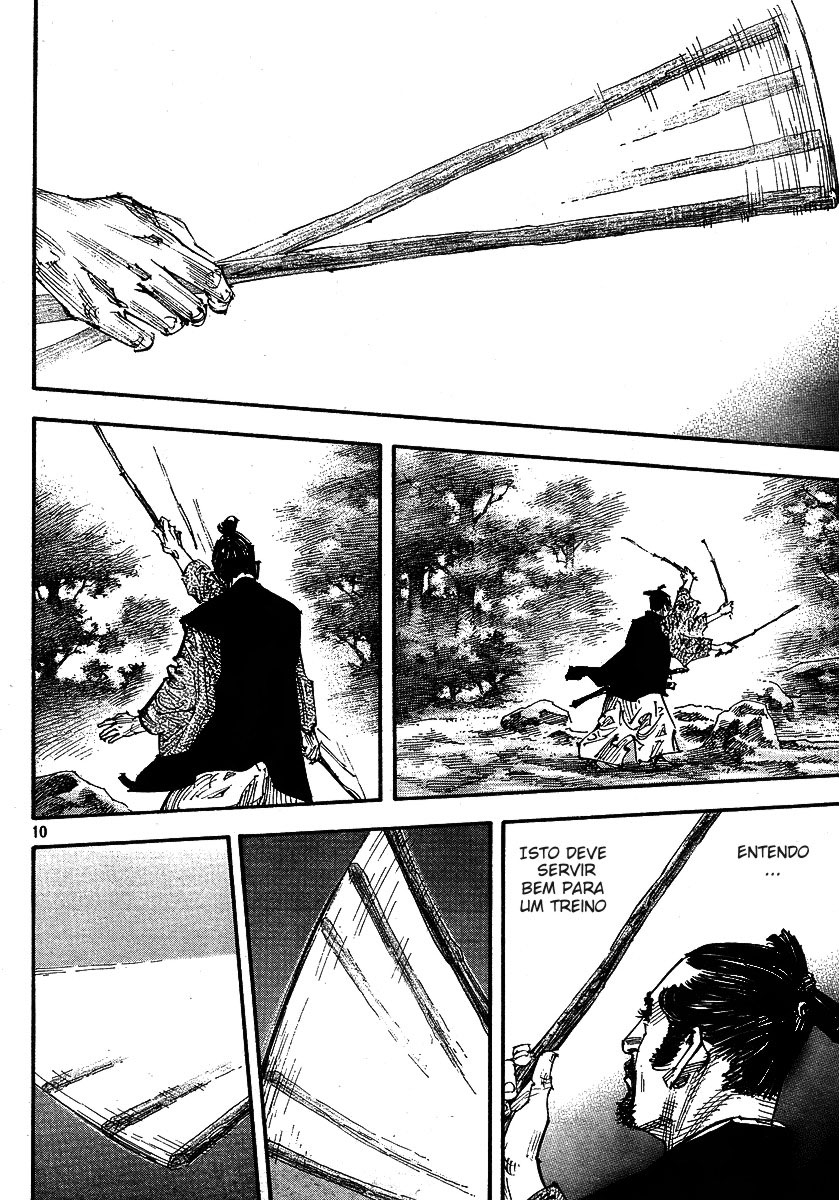 10
ENTENDO
...
ISTO DEVE
SERVIR
BEM PARA
UM TREINO